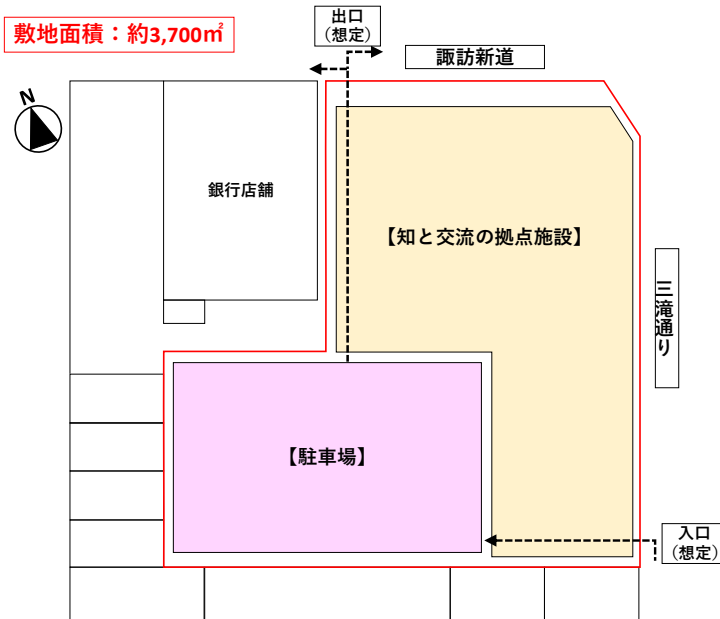 敷地面積：約3,700㎡
出口
（想定）
諏訪新道
N
銀行店舗
【知と交流の拠点施設】
三滝通り
【駐車場】
入口
（想定）